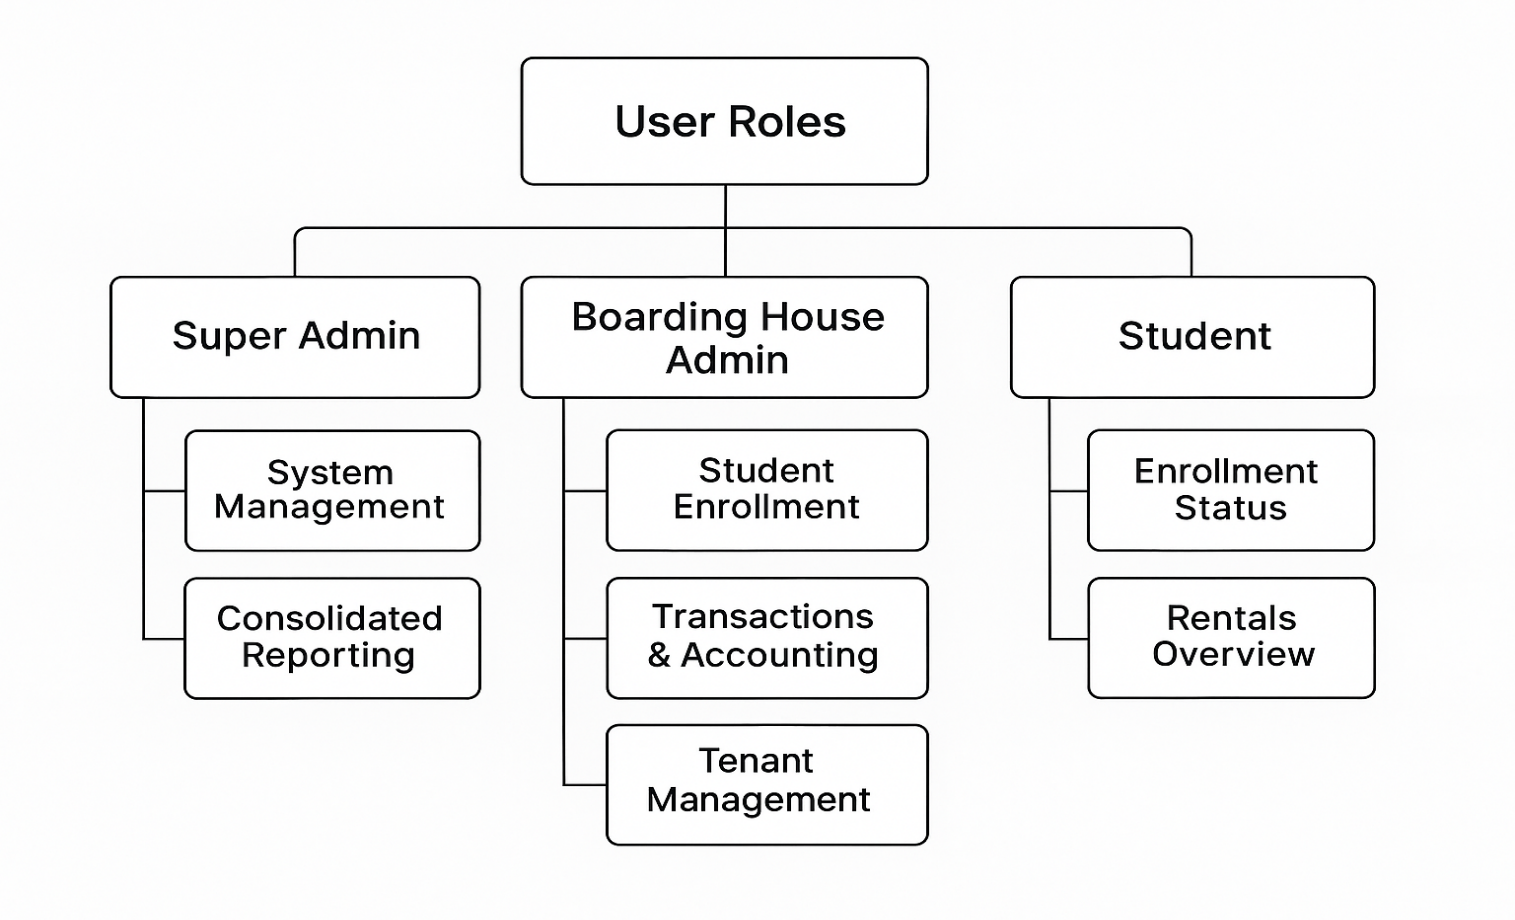 User Roles
Super Admin
Boarding House
Admin
Student
System
Management
Consolidated
Reporting
Student
Enrollment
Transactions
& Accounting
Tenant
Management
Enrollment
Status
Rentals
Overview